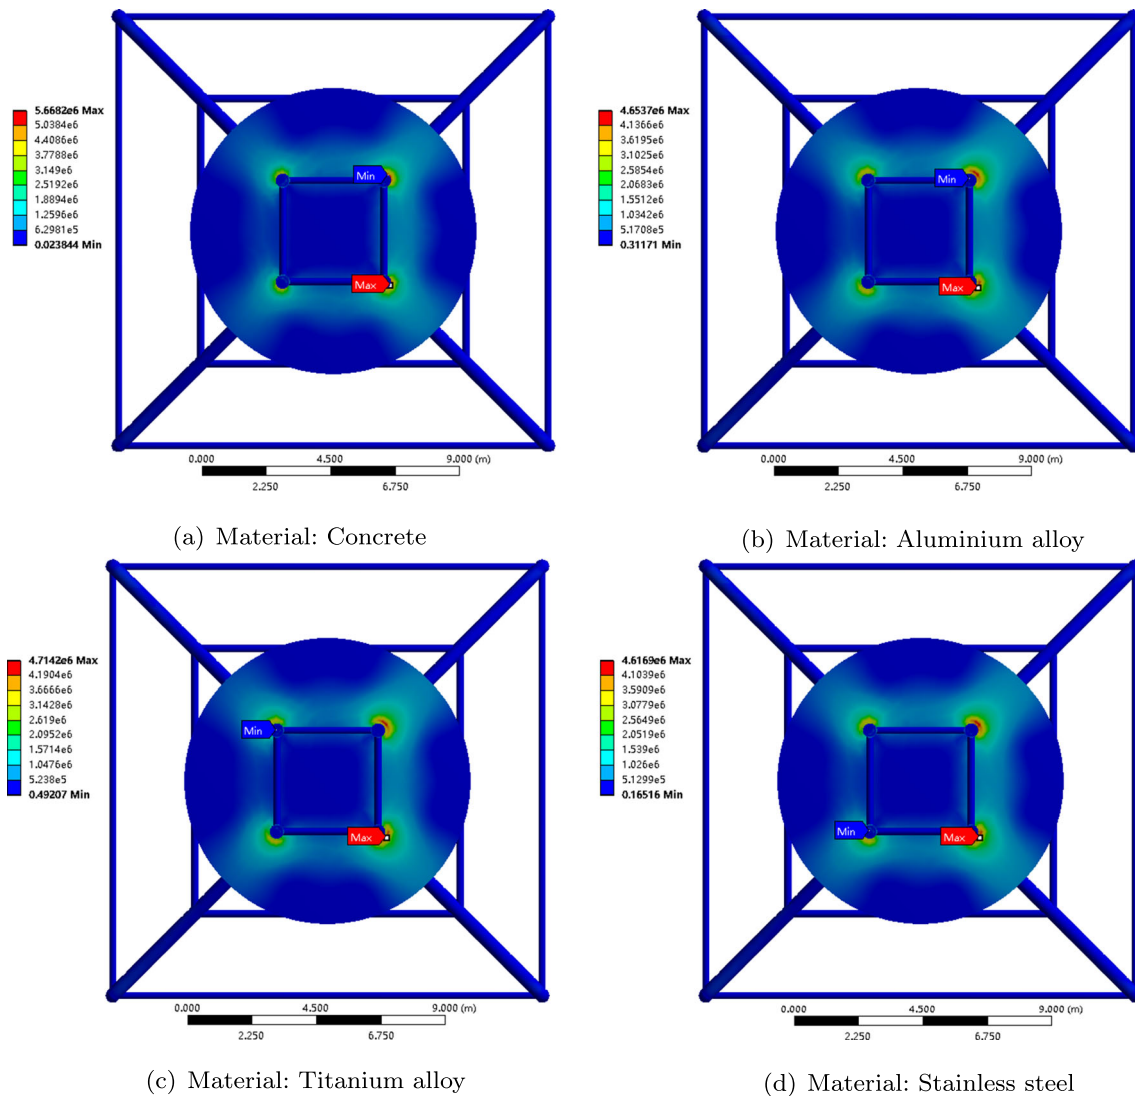 5.6682e6 Max
5.0384e6
4.4086e6
3.7788e6
3.149e6
2.5192e6
1.8894e6
1.2596e6
6.2981e5
0.023844 Min
Min
Max
0.000 4.500 9.000 (m)
2.250 6.750
(a) Material: Concrete
4.6537e6 Max
4.1366e6
3.6195e6
3.1025e6
2.5854e6
2.0683e6
1.5512e6
1.0342e6
5.1708e5
0.31171 Min
Min
Max
0.000 4.500 9.000 (m)
2.250 6.750
(b) Material: Aluminium alloy
4.7142e6 Max
4.1904e6
3.6666e6
3.1428e6
2.619e6
2.0952e6
1.5714e6
1.0476e6
5.238e5
0.49207 Min
Min
Max
0.000 4.500 9.000 (m)
2.250 6.750
(c) Material: Titanium alloy
4.6169e6 Max
4.1039e6
3.5909e6
3.0779e6
2.5649e6
2.0519e6
1.539e6
1.026e6
5.1299e5
0.16516 Min
Min
Max
0.000 4.500 9.000 (m)
2.250 6.750
(d) Material: Stainless steel